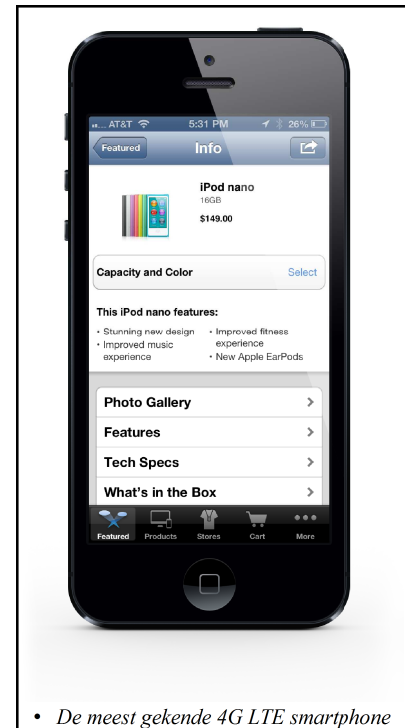 AT&T 5:31 PM 26%
Featured Info
iPod nano
16GB
$149.00
Capacity and Color Select
This iPod nano features:
• Stunning new design
• Improved music
experience
• Improved fitness
experience
• New Apple EarPods
Photo Gallery
Features
Tech Specs
What's in the Box
Featured Products Stores Cart More
• De meest gekende 4G LTE smartphone